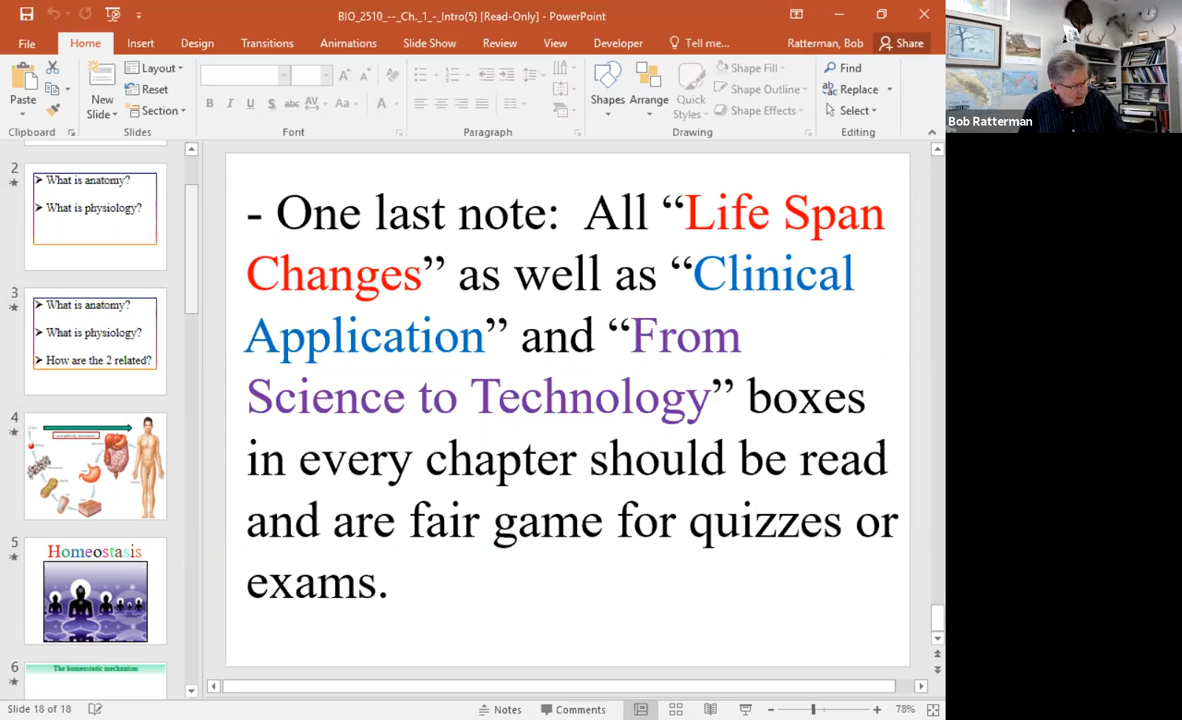 BIO_2510_--_Ch._1_-_Intro(5) [Read-Only] - PowerPoint
File Home Insert Design Transitions Animations Slide Show Review View Developer Tell me... Ratterman, Bob Share
Paste
New Slide
Layout
Reset
Section
B I U S abc AV Aa A
Shapes
Arrange
Quick Styles
Shape Fill
Shape Outline
Shape Effects
Find
Replace
Select
Clipboard Slides Font Paragraph Drawing Editing
Bob Ratterman
2
What is anatomy?
What is physiology?
3
What is anatomy?
What is physiology?
How are the 2 related?
4
5
Homeostasis
6
The homeostatic mechanism
- One last note: All “Life Span
Changes” as well as “Clinical
Application” and “From
Science to Technology” boxes
in every chapter should be read
and are fair game for quizzes or
exams.
Slide 18 of 18 Notes Comments 78%